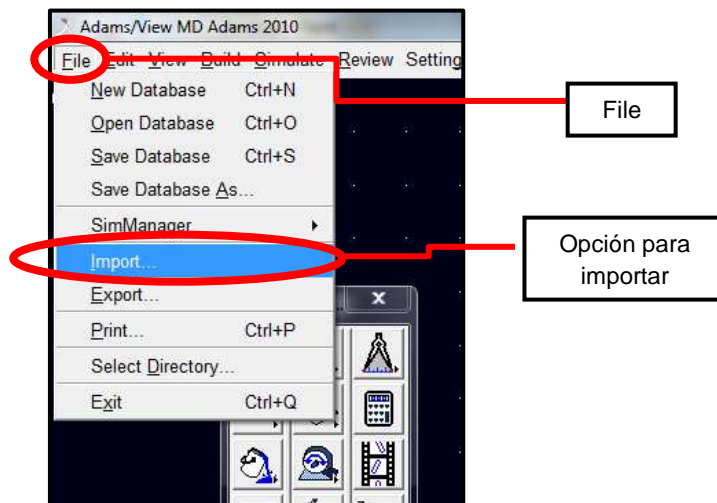 Adams/View MD Adams 2010
File Edit View Build Simulate Review Setting
New Database Ctrl+N
Open Database Ctrl+O
Save Database Ctrl+S
Save Database As...
SimManager
Import...
Export...
Print... Ctrl+P
Select Directory...
Exit Ctrl+Q
File
Opción para
importar